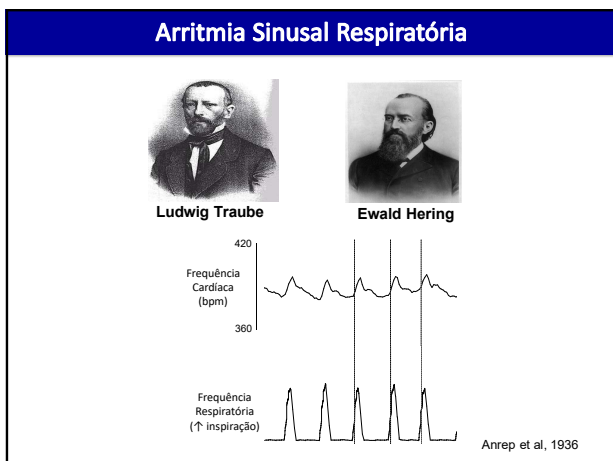 Arritmia Sinusal Respiratória
Ludwig Traube
Ewald Hering
420
Frequência
Cardíaca
(bpm)
360
Frequência
Respiratória
(↑ inspiração)
Anrep et al, 1936